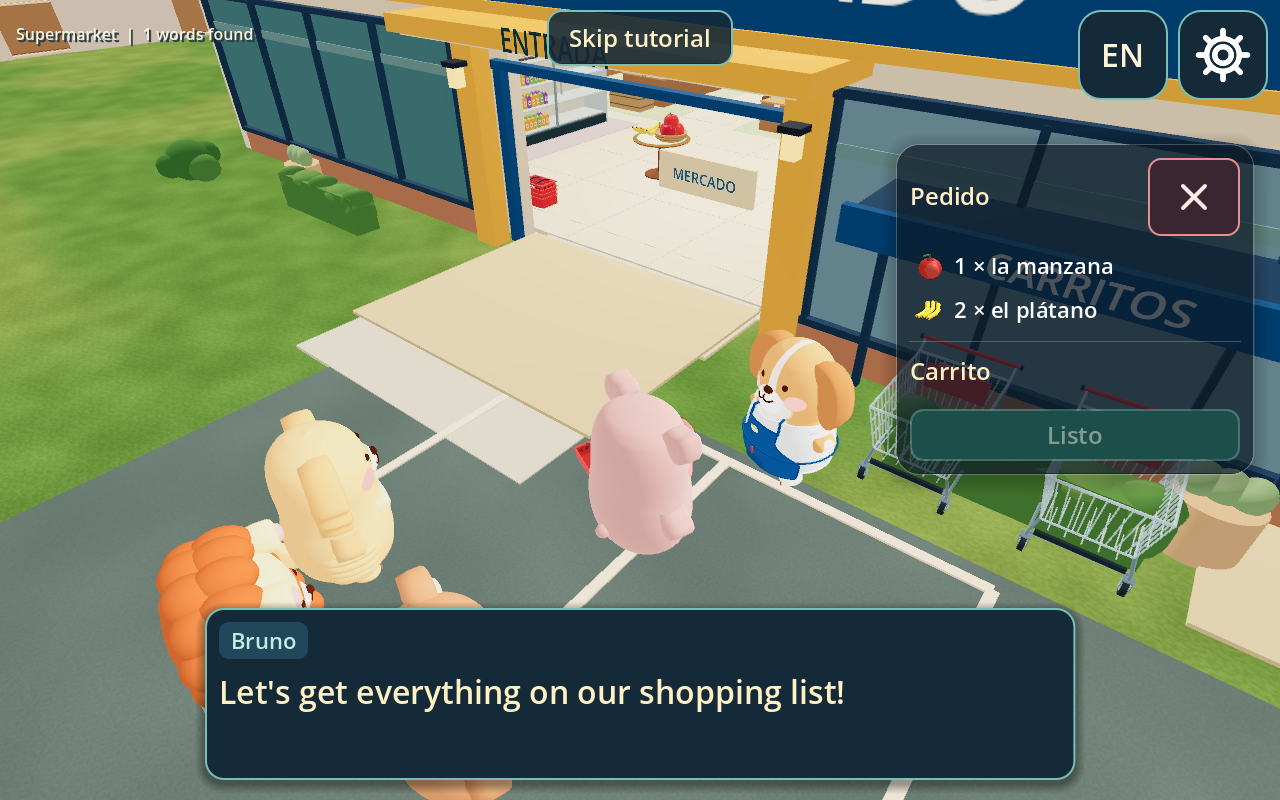 Supermarket | 1 words found
Skip tutorial
EN
MERCADO
Pedido
1 × la manzana
CARRITOS
2 × el plátano
Carrito
Listo
Bruno
Let's get everything on our shopping list!